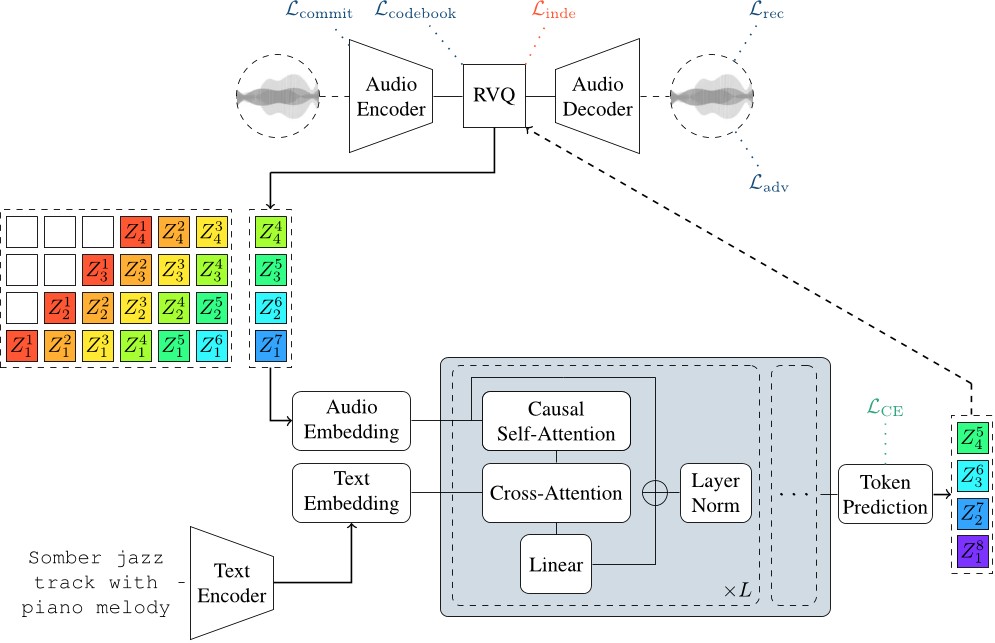 ℒ_commit ℒ_codebook ℒ_inde ℒ_rec
Audio
Encoder
RVQ
Audio
Decoder
ℒ_adv
Z_4^1 Z_4^2 Z_4^3 Z_4^4
Z_3^1 Z_3^2 Z_3^3 Z_3^4 Z_3^5
Z_2^1 Z_2^2 Z_2^3 Z_2^4 Z_2^5 Z_2^6
Z_1^1 Z_1^2 Z_1^3 Z_1^4 Z_1^5 Z_1^6 Z_1^7
Audio
Embedding
Text
Embedding
Causal
Self-Attention
Cross-Attention
Linear
Layer
Norm
×L
· · ·
ℒ_CE
Token
Prediction
Z_4^5
Z_3^6
Z_2^7
Z_1^8
Somber jazz
track with
piano melody
Text
Encoder